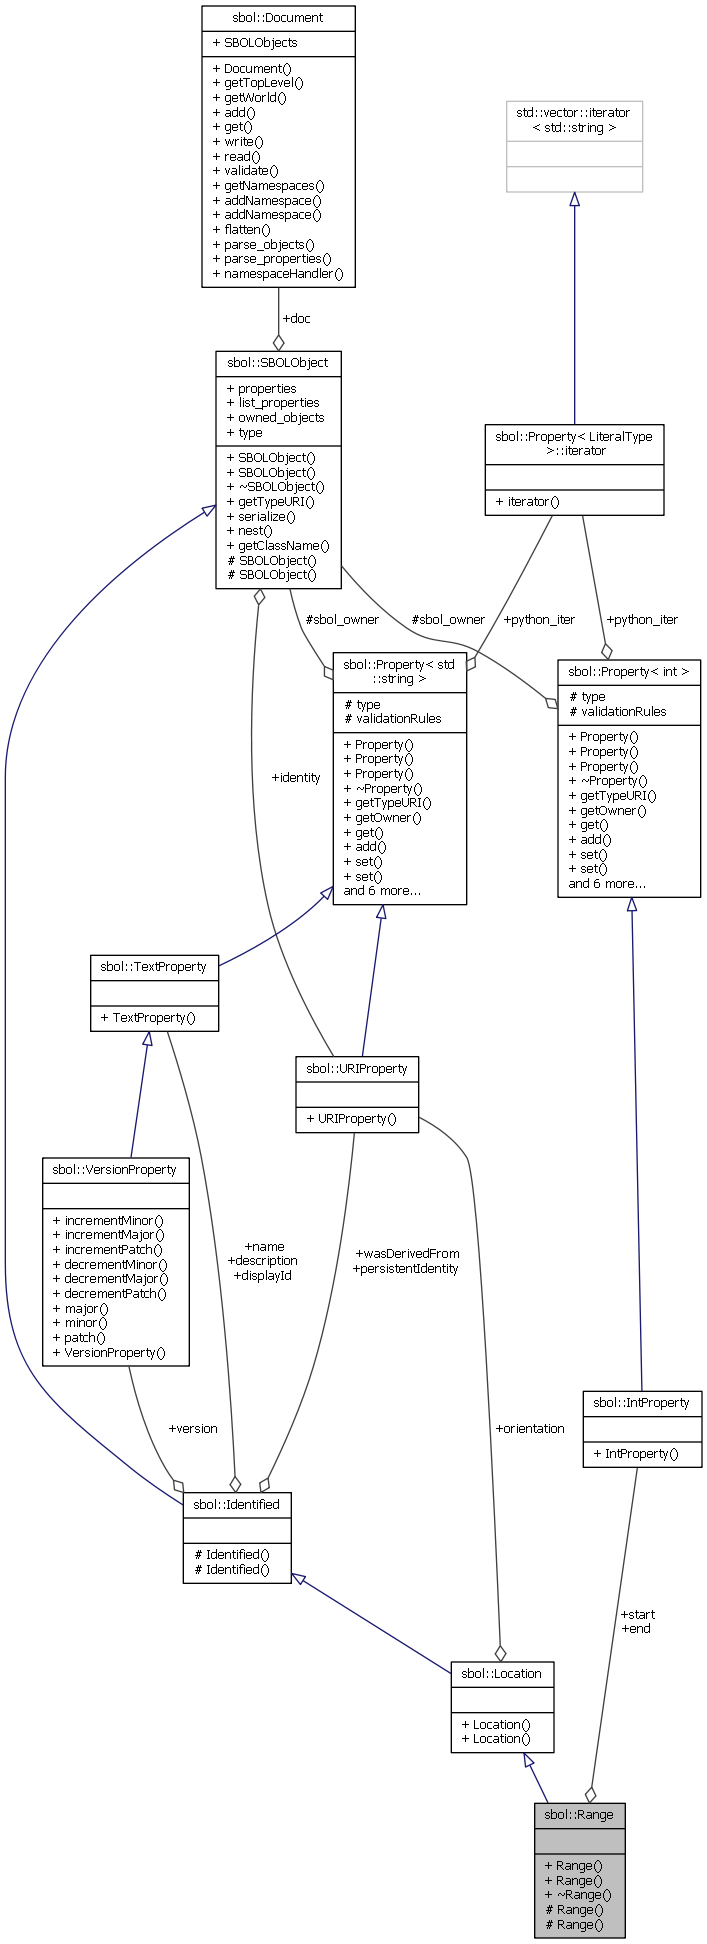 sbol::Document
+ SBOLObjects
+ Document()
+ getTopLevel()
+ getWorld()
+ add()
+ get()
+ write()
+ read()
+ validate()
+ getNamespaces()
+ addNamespace()
+ addNamespace()
+ flatten()
+ parse_objects()
+ parse_properties()
+ namespaceHandler()
std::vector::iterator
< std::string >
+doc
sbol::SBOLObject
+ properties
+ list_properties
+ owned_objects
+ type
+ SBOLObject()
+ SBOLObject()
+ ~SBOLObject()
+ getTypeURI()
+ serialize()
+ nest()
+ getClassName()
# SBOLObject()
# SBOLObject()
sbol::Property< LiteralType
>::iterator
+ iterator()
#sbol_owner
#sbol_owner
+python_iter
+python_iter
sbol::Property< std
::string >
# type
# validationRules
+ Property()
+ Property()
+ Property()
+ ~Property()
+ getTypeURI()
+ getOwner()
+ get()
+ add()
+ set()
+ set()
and 6 more...
sbol::Property< int >
# type
# validationRules
+ Property()
+ Property()
+ Property()
+ ~Property()
+ getTypeURI()
+ getOwner()
+ get()
+ add()
+ set()
+ set()
and 6 more...
+identity
sbol::TextProperty
+ TextProperty()
sbol::URIProperty
+ URIProperty()
sbol::VersionProperty
+ incrementMinor()
+ incrementMajor()
+ incrementPatch()
+ decrementMinor()
+ decrementMajor()
+ decrementPatch()
+ major()
+ minor()
+ patch()
+ VersionProperty()
+name
+description
+displayId
+wasDerivedFrom
+persistentIdentity
+version
+orientation
sbol::IntProperty
+ IntProperty()
sbol::Identified
# Identified()
# Identified()
+start
+end
sbol::Location
+ Location()
+ Location()
sbol::Range
+ Range()
+ Range()
+ ~Range()
# Range()
# Range()